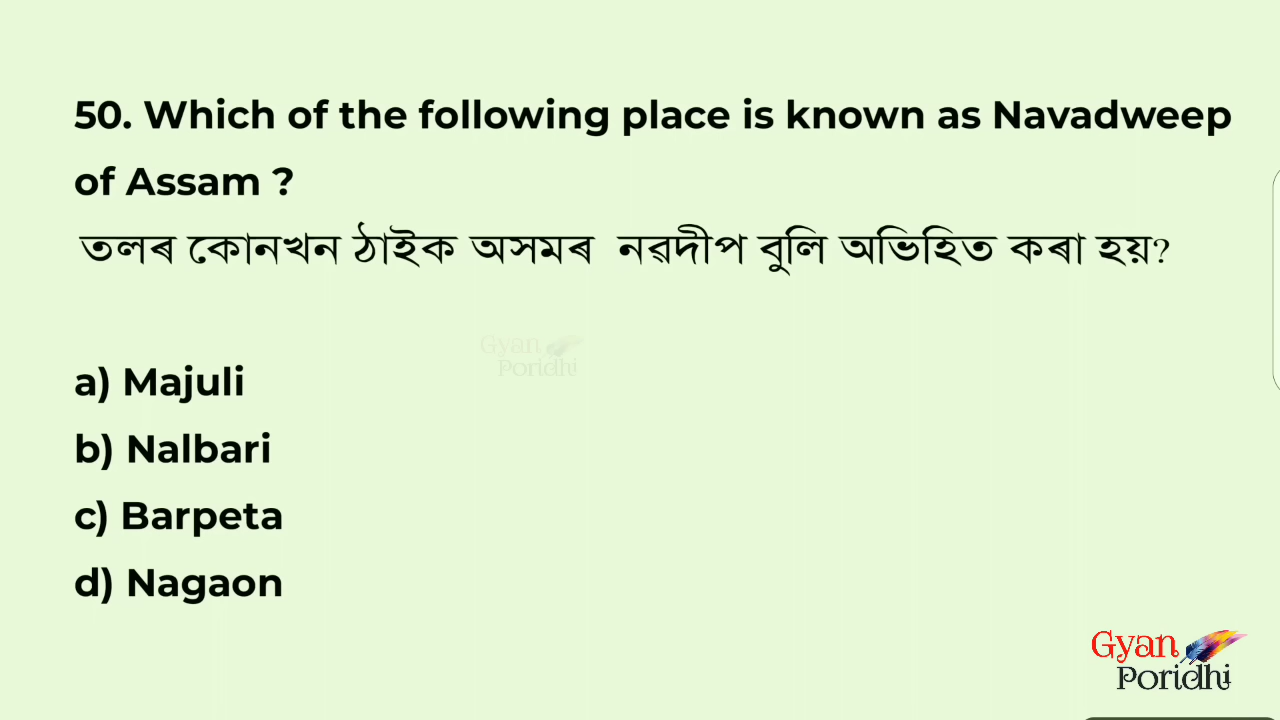 50. Which of the following place is known as Navadweep
of Assam ?
তলৰ কোনখন ঠাইক অসমৰ নৱদীপ বুলি অভিহিত কৰা হয়?
Gyan
Poridhi
a) Majuli
b) Nalbari
c) Barpeta
d) Nagaon
Gyan
Poridhi